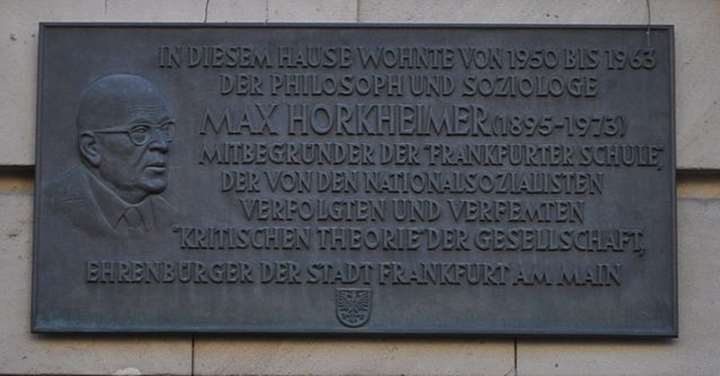 IN DIESEM HAUSE WOHNTE VON 1950 BIS 1963
DER PHILOSOPH UND SOZIOLOGE
MAX HORKHEIMER (1895-1973)
MITBEGRÜNDER DER "FRANKFURTER SCHULE",
DER VON DEN NATIONALSOZIALISTEN
VERFOLGTEN UND VERFEMTEN
"KRITISCHEN THEORIE" DER GESELLSCHAFT,
EHRENBÜRGER DER STADT FRANKFURT AM MAIN